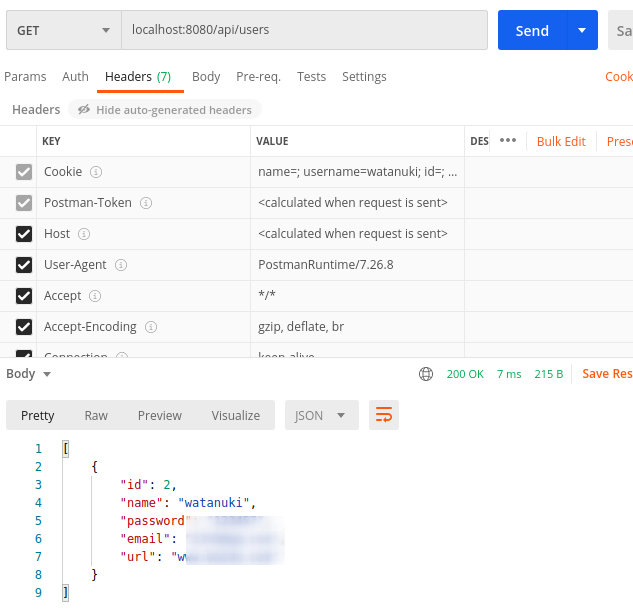 GET localhost:8080/api/users Send Sa
Params Auth Headers (7) Body Pre-req. Tests Settings Cook
Headers Hide auto-generated headers
KEY VALUE DES ••• Bulk Edit Prese
Cookie name=; username=watanuki; id=; ...
Postman-Token <calculated when request is sent>
Host <calculated when request is sent>
User-Agent PostmanRuntime/7.26.8
Accept */*
Accept-Encoding gzip, deflate, br
Connection keep-alive
Body 200 OK 7 ms 215 B Save Res
Pretty Raw Preview Visualize JSON
1 [
2 {
3 "id": 2,
4 "name": "watanuki",
5 "password":
6 "email":
7 "url": "w
8 }
9 ]